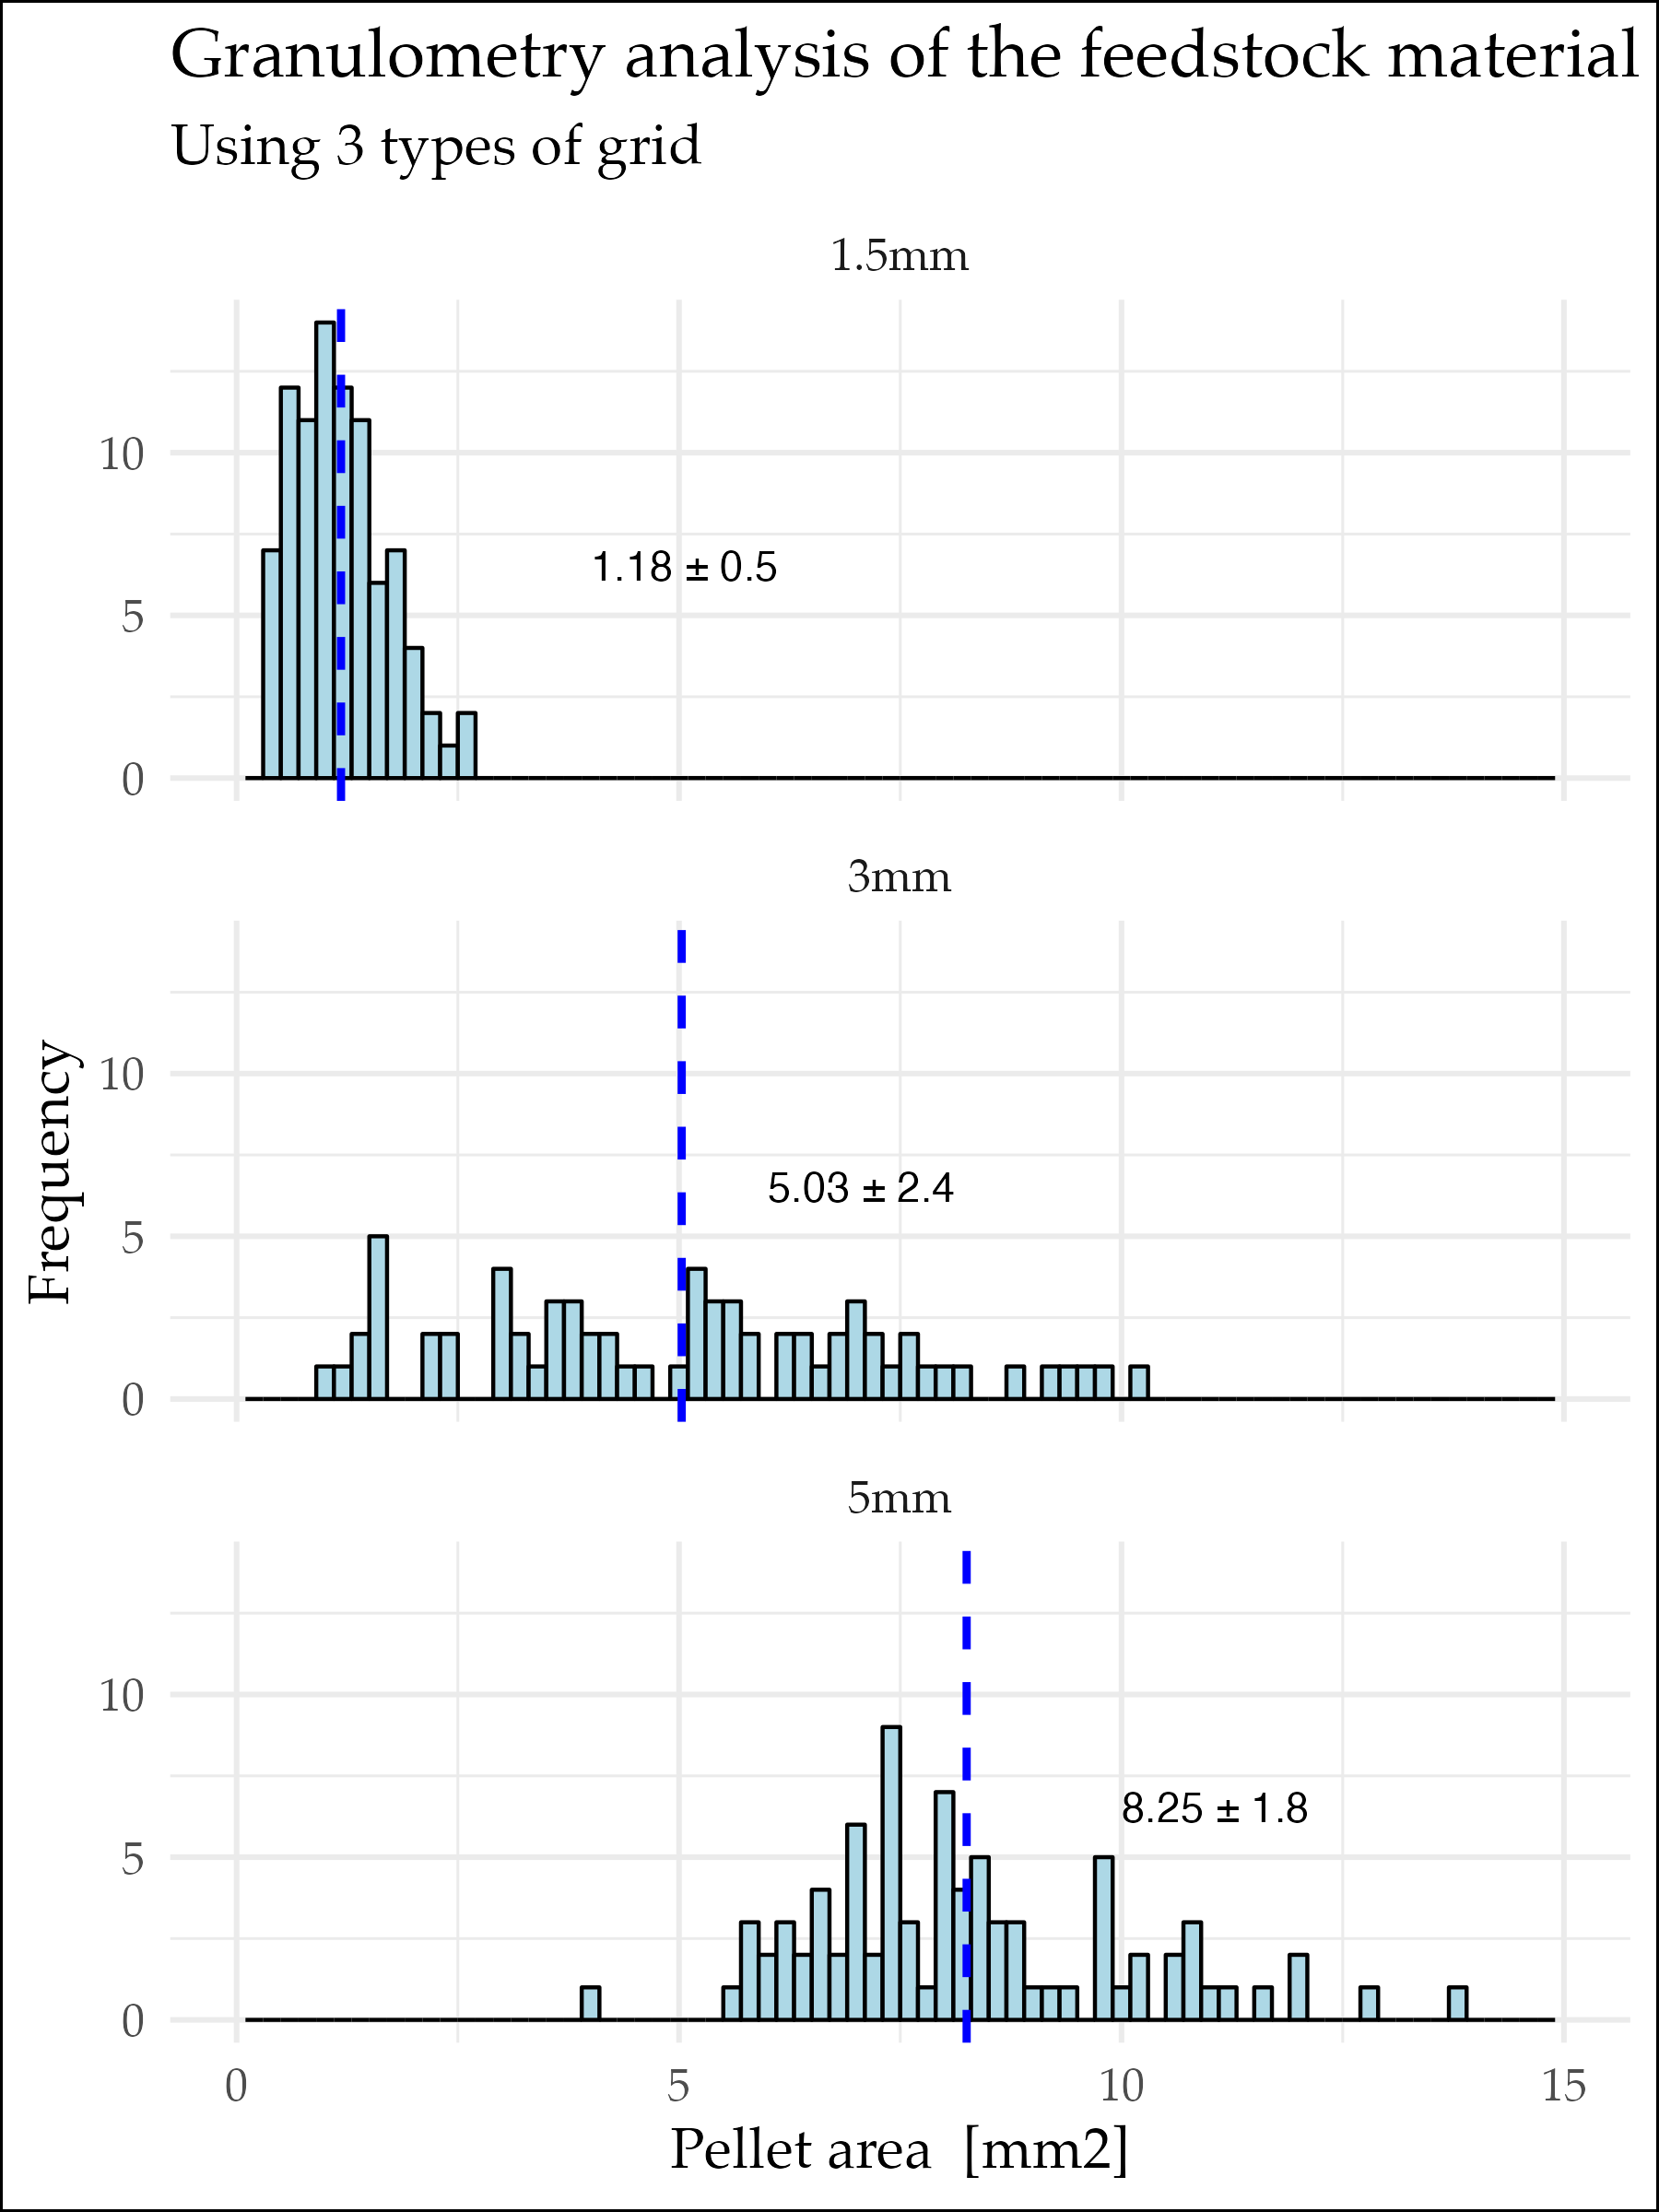 Granulometry analysis of the feedstock material
Using 3 types of grid
1.5mm
10
5
0
1.18 ± 0.5
3mm
10
5
0
5.03 ± 2.4
5mm
10
5
0
8.25 ± 1.8
Frequency
0 5 10 15
Pellet area [mm2]